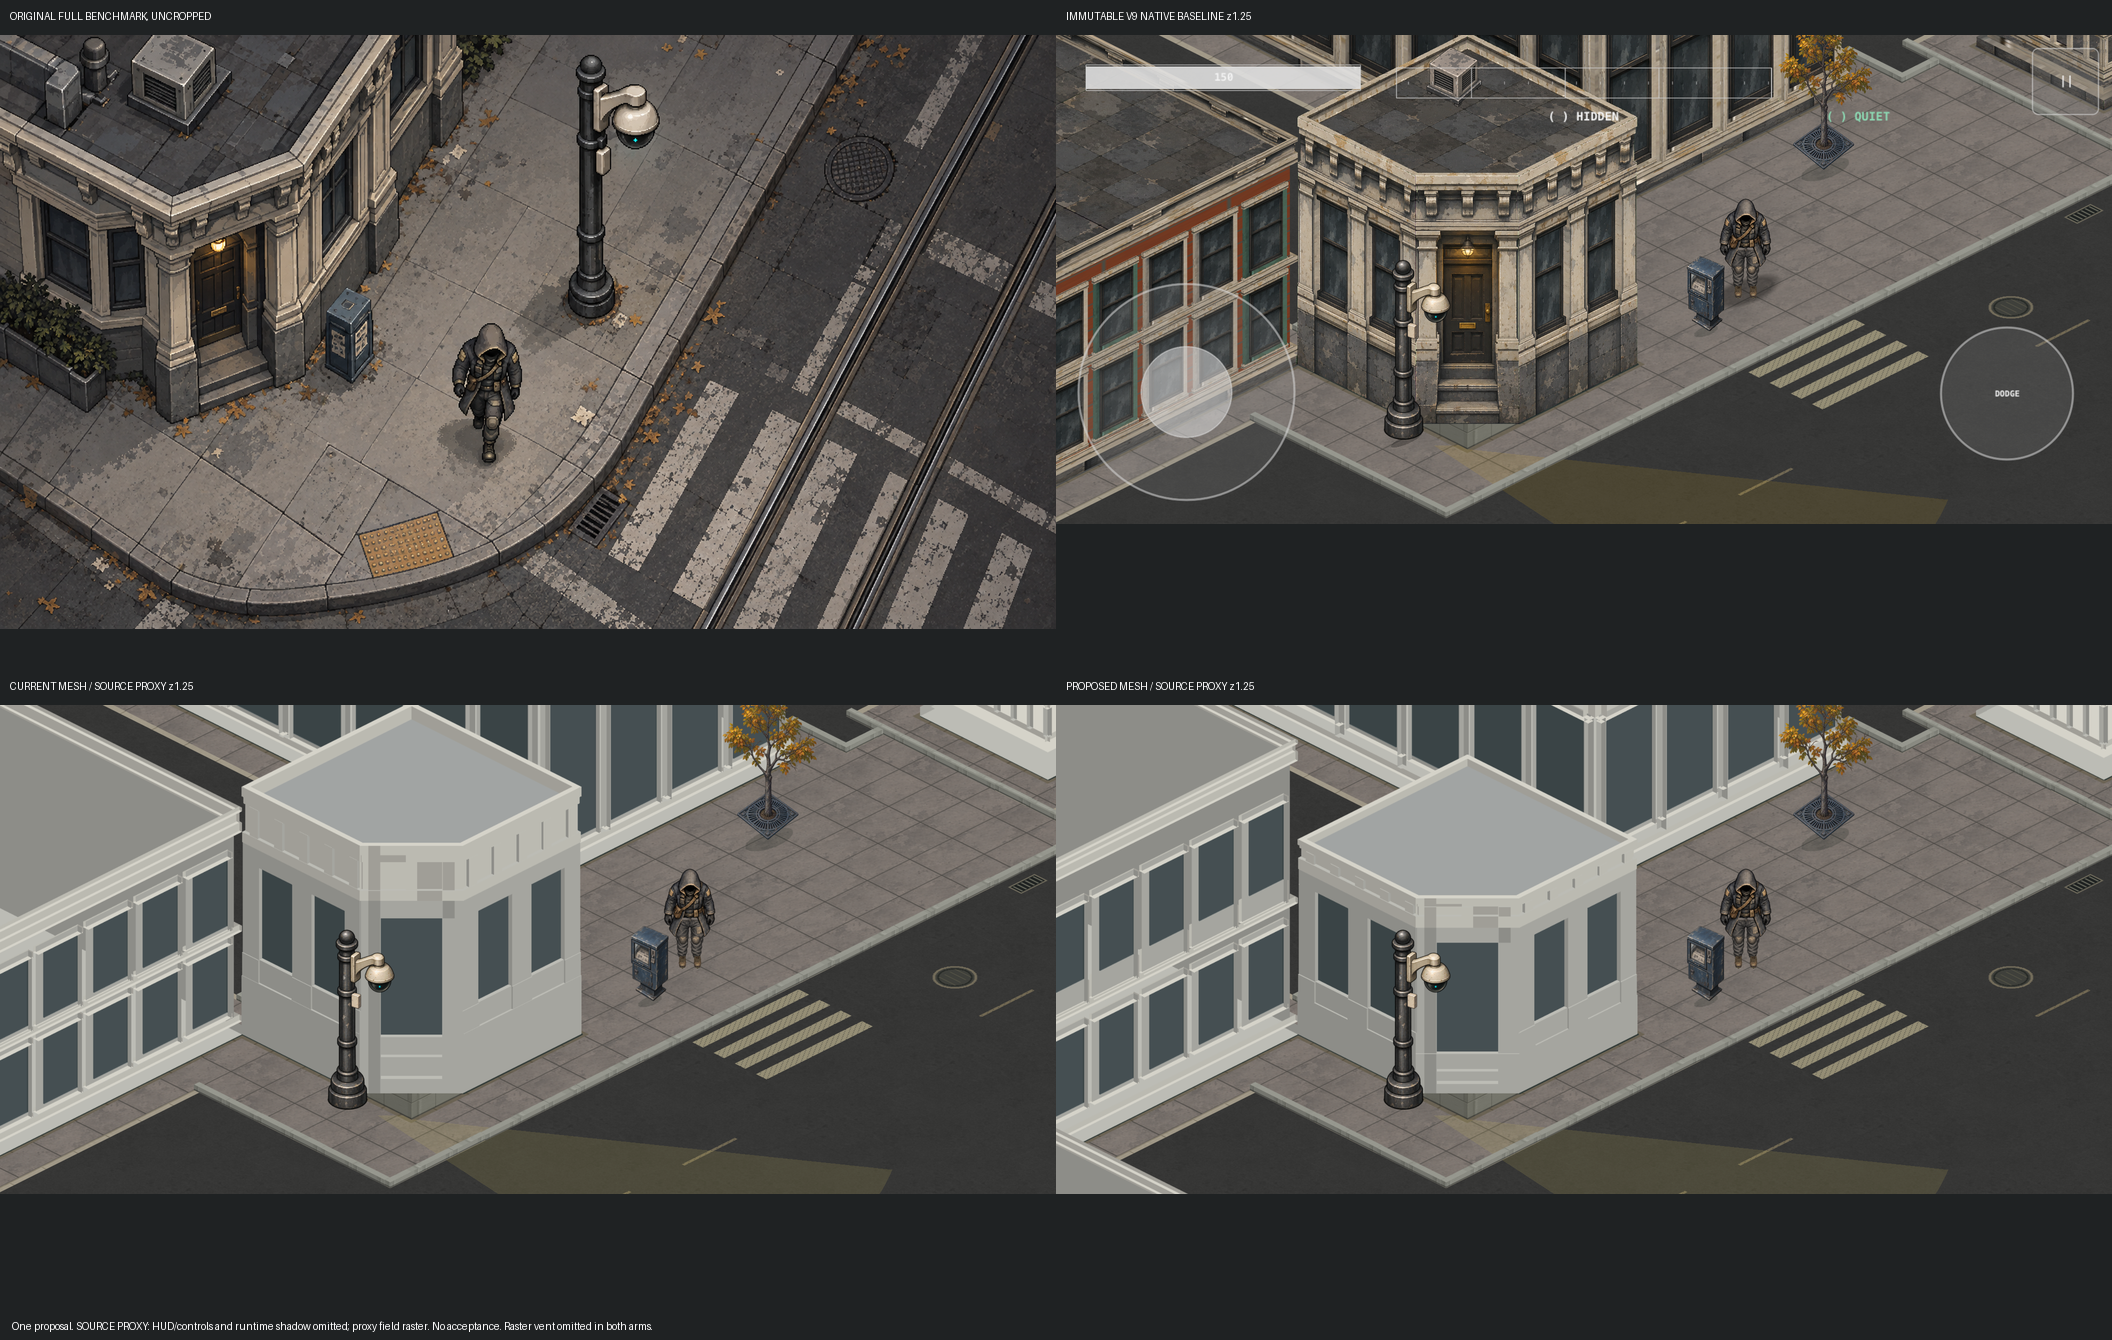 ORIGINAL FULL BENCHMARK, UNCROPPED
IMMUTABLE V9 NATIVE BASELINE z1.25
150
( ) HIDDEN
( ) QUIET
DODGE
CURRENT MESH / SOURCE PROXY z1.25
PROPOSED MESH / SOURCE PROXY z1.25
One proposal. SOURCE PROXY: HUD/controls and runtime shadow omitted; proxy field raster. No acceptance. Raster vent omitted in both arms.